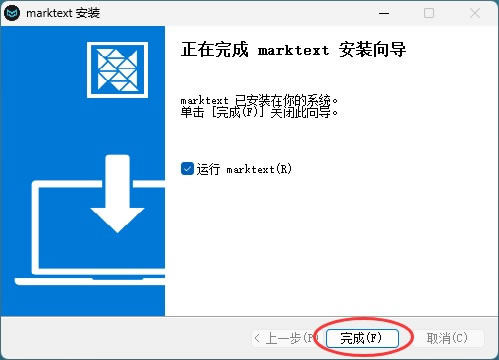 marktext 安装
正在完成 marktext 安装向导
marktext 已安装在你的系统。
单击 [完成(F)] 关闭此向导。
运行 marktext(R)
< 上一步(P) 完成(F) 取消(C)